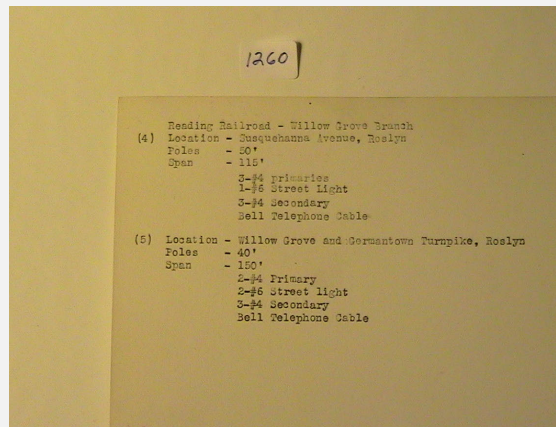 1260
Reading Railroad - Willow Grove Branch
(4) Location - Susquehanna Avenue, Roslyn
Poles - 50'
Span - 115'
3-#4 primaries
1-#6 Street Light
3-#4 Secondary
Bell Telephone Cable
(5) Location - Willow Grove and Germantown Turnpike, Roslyn
Poles - 40'
Span - 150'
2-#4 Primary
2-#6 Street light
3-#4 Secondary
Bell Telephone Cable